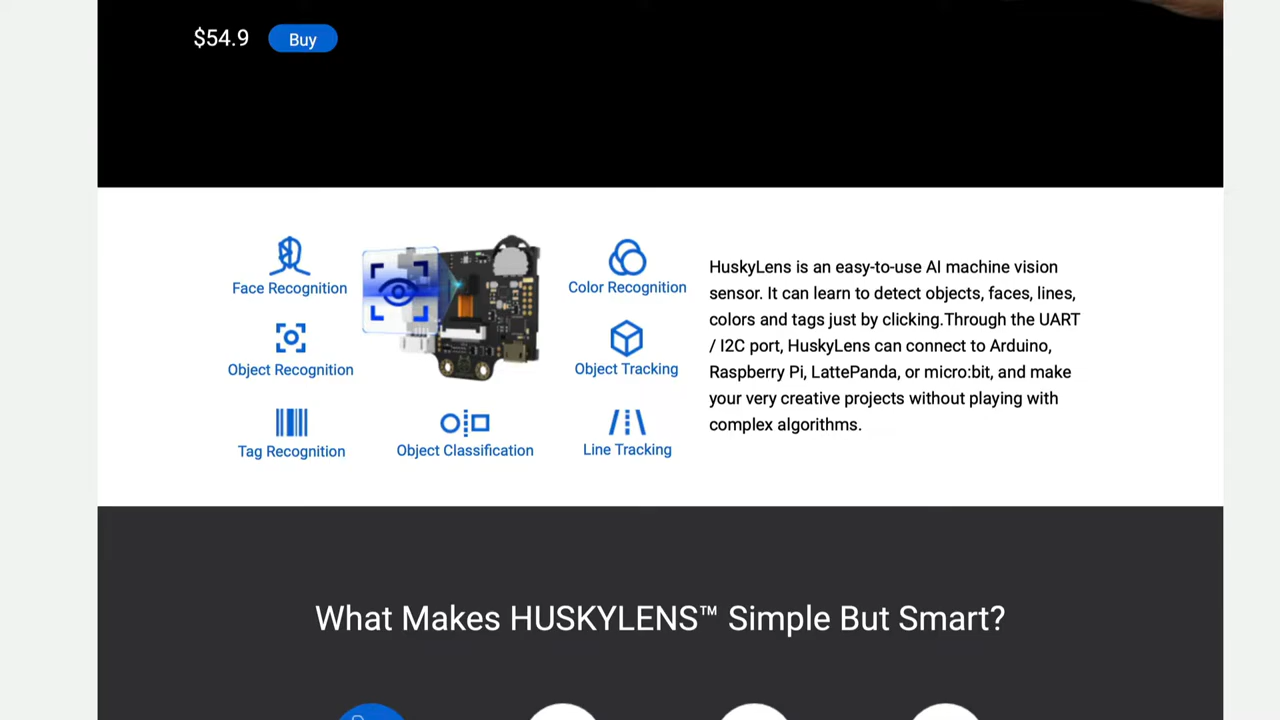 $54.9
Buy
Face Recognition
Color Recognition
Object Recognition
Object Tracking
Tag Recognition
Object Classification
Line Tracking
HuskyLens is an easy-to-use AI machine vision
sensor. It can learn to detect objects, faces, lines,
colors and tags just by clicking.Through the UART
/ I2C port, HuskyLens can connect to Arduino,
Raspberry Pi, LattePanda, or micro:bit, and make
your very creative projects without playing with
complex algorithms.
What Makes HUSKYLENS™ Simple But Smart?